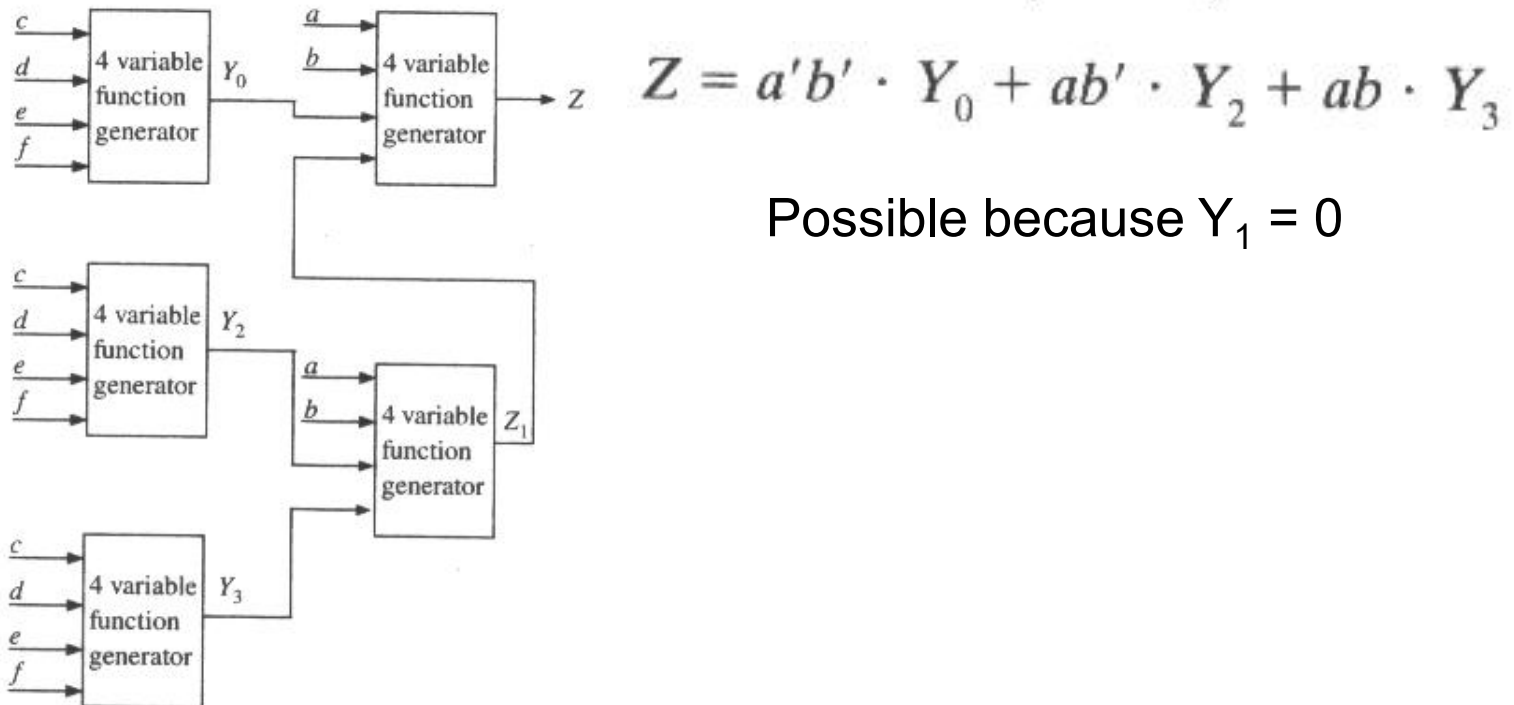 c
d
e
f
4 variable
function
generator
Y₀
a
b
4 variable
function
generator
Z
Z = a'b' · Y₀ + ab' · Y₂ + ab · Y₃
Possible because Y₁ = 0
c
d
e
f
4 variable
function
generator
Y₂
a
b
4 variable
function
generator
Z₁
c
d
e
f
4 variable
function
generator
Y₃